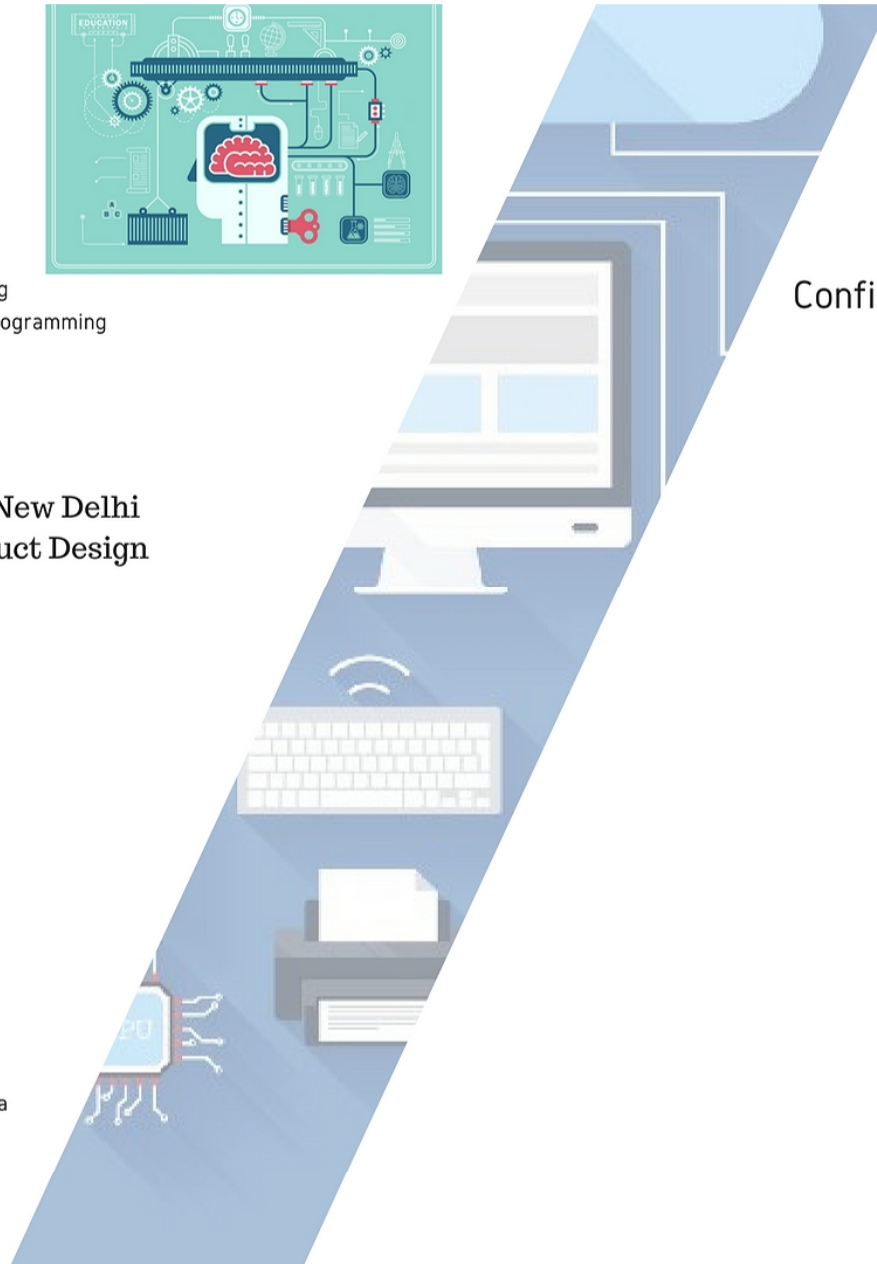 EDUCATION
A
B C
g
ogramming
Confi
New Delhi
uct Design
PU
a